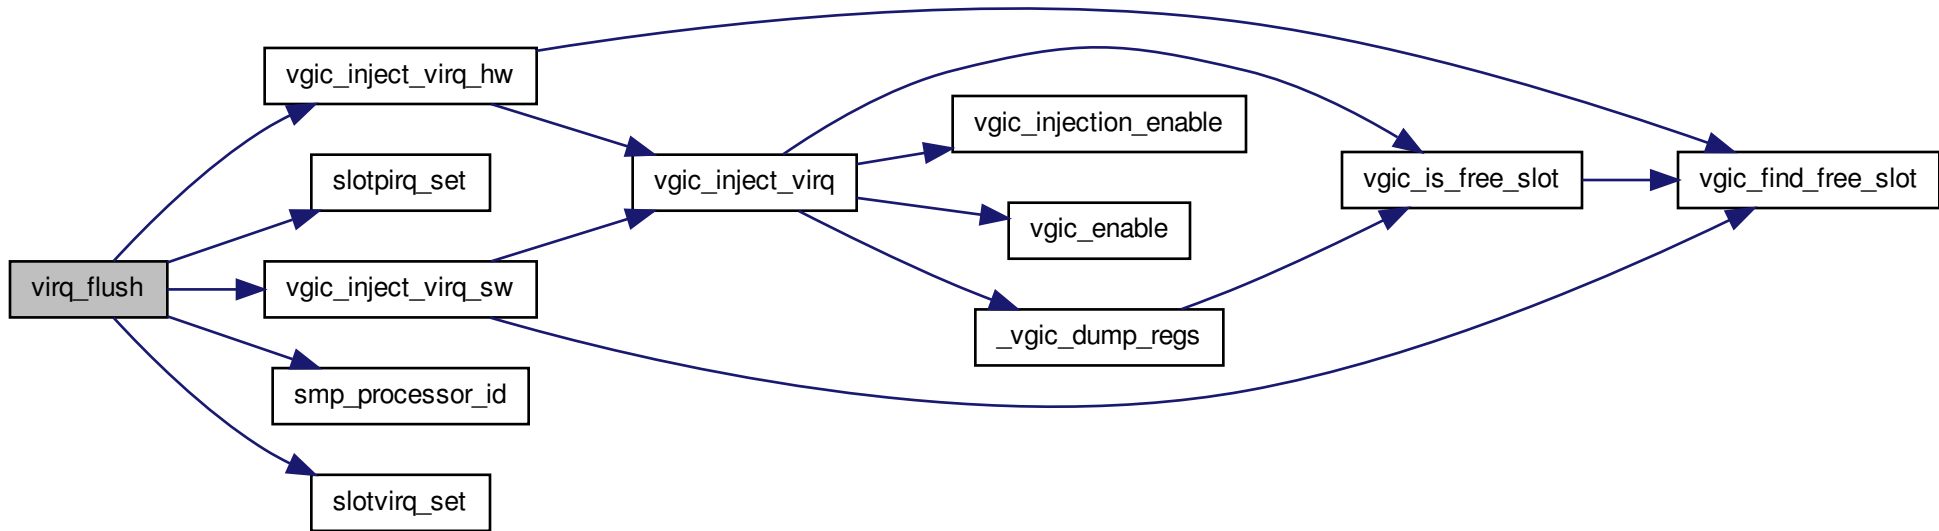 virq_flush
vgic_inject_virq_hw
slotpirq_set
vgic_inject_virq_sw
smp_processor_id
slotvirq_set
vgic_inject_virq
vgic_injection_enable
vgic_enable
_vgic_dump_regs
vgic_is_free_slot
vgic_find_free_slot